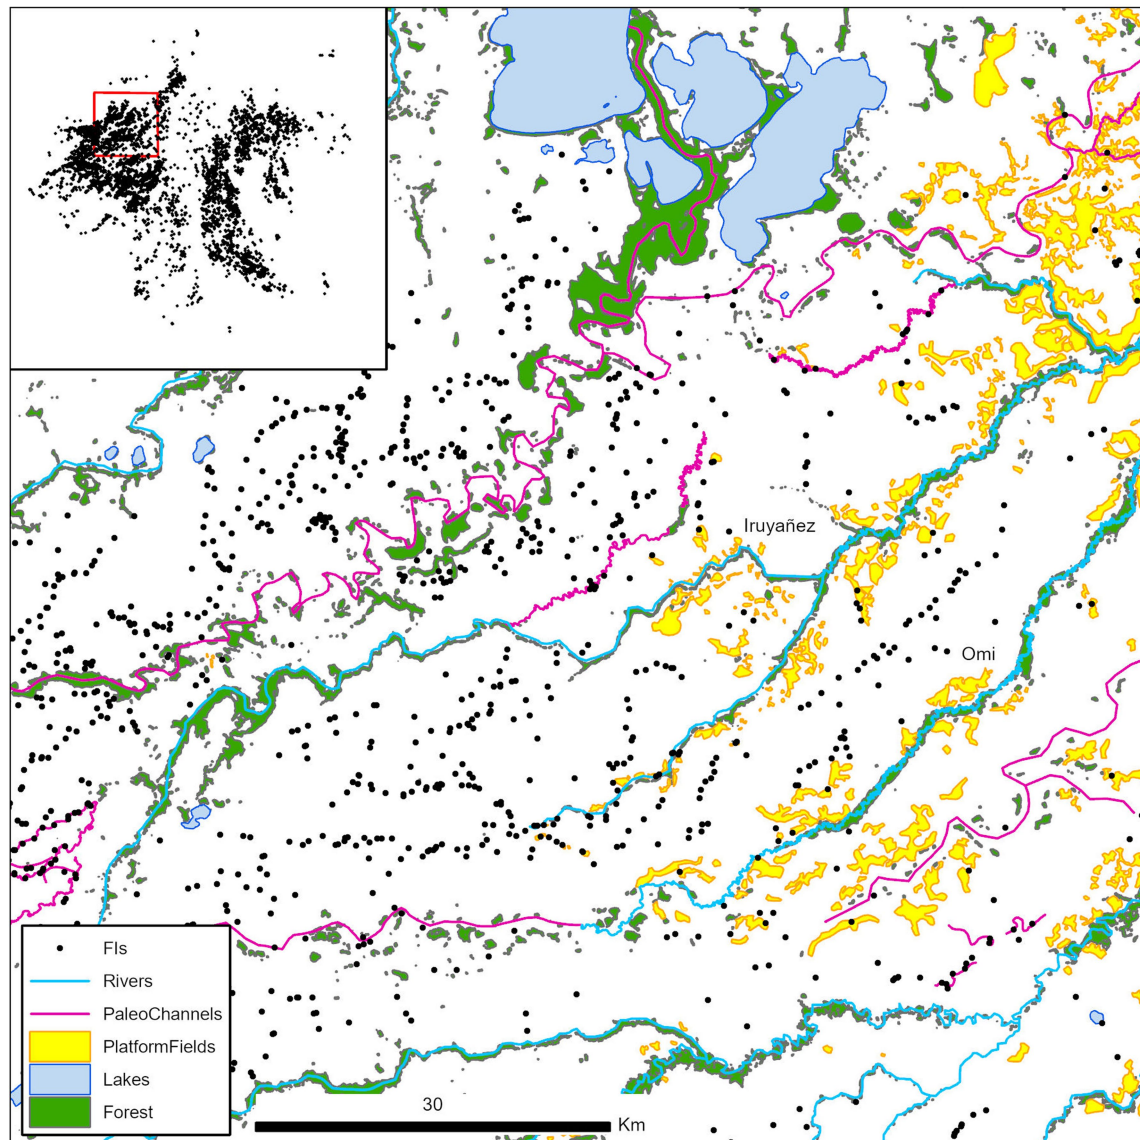 Iruyañez
Omi
FIs
Rivers
PaleoChannels
PlatformFields
Lakes
Forest
30
Km